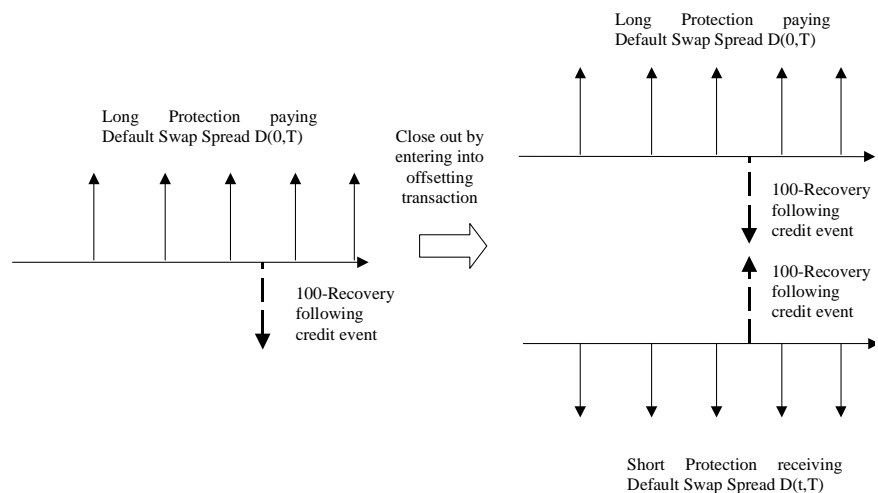 Long Protection paying
Default Swap Spread D(0,T)
100-Recovery
following
credit event
Close out by
entering into
offsetting
transaction
Long Protection paying
Default Swap Spread D(0,T)
100-Recovery
following
credit event
100-Recovery
following
credit event
Short Protection receiving
Default Swap Spread D(t,T)